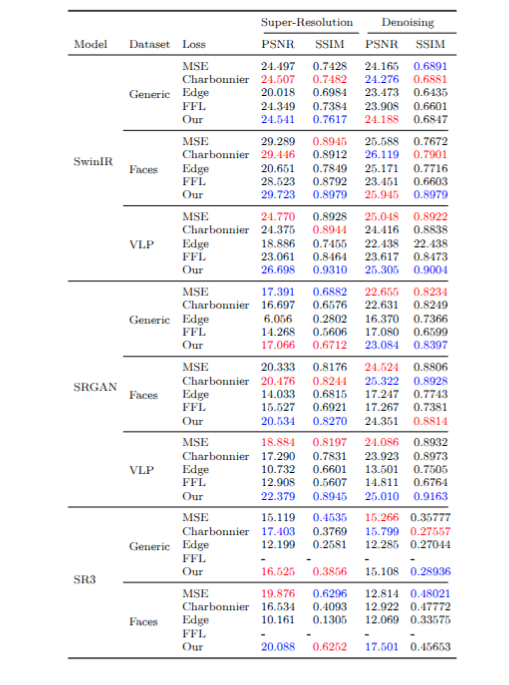 Super-Resolution Denoising
Model Dataset Loss PSNR SSIM PSNR SSIM
MSE 24.497 0.7428 24.165 0.6891
Charbonnier 24.507 0.7482 24.276 0.6881
Generic Edge 20.018 0.6984 23.473 0.6435
FFL 24.349 0.7384 23.908 0.6601
Our 24.541 0.7617 24.188 0.6847
MSE 29.289 0.8945 25.588 0.7672
SwinIR Charbonnier 29.446 0.8912 26.119 0.7901
Faces Edge 20.651 0.7849 25.171 0.7716
FFL 28.523 0.8792 23.451 0.6603
Our 29.723 0.8979 25.945 0.8979
MSE 24.770 0.8928 25.048 0.8922
Charbonnier 24.375 0.8944 24.416 0.8838
VLP Edge 18.886 0.7455 22.438 22.438
FFL 23.061 0.8464 23.617 0.8473
Our 26.698 0.9310 25.305 0.9004
MSE 17.391 0.6882 22.655 0.8234
Charbonnier 16.697 0.6576 22.631 0.8249
Generic Edge 6.056 0.2802 16.370 0.7366
FFL 14.268 0.5606 17.080 0.6599
Our 17.066 0.6712 23.084 0.8397
MSE 20.333 0.8176 24.524 0.8806
SRGAN Charbonnier 20.476 0.8244 25.322 0.8928
Faces Edge 14.033 0.6815 17.247 0.7743
FFL 15.527 0.6921 17.267 0.7381
Our 20.534 0.8270 24.351 0.8814
MSE 18.884 0.8197 24.086 0.8932
Charbonnier 17.290 0.7831 23.923 0.8973
VLP Edge 10.732 0.6601 13.501 0.7505
FFL 12.908 0.5607 14.811 0.6764
Our 22.379 0.8945 25.010 0.9163
MSE 15.119 0.4535 15.266 0.35777
Charbonnier 17.403 0.3769 15.799 0.27557
Generic Edge 12.199 0.2581 12.285 0.27044
FFL - - - -
SR3 Our 16.525 0.3856 15.108 0.28936
MSE 19.876 0.6296 12.814 0.48021
Charbonnier 16.534 0.4093 12.922 0.47772
Faces Edge 10.161 0.1305 12.069 0.33575
FFL - - - -
Our 20.088 0.6252 17.501 0.45653